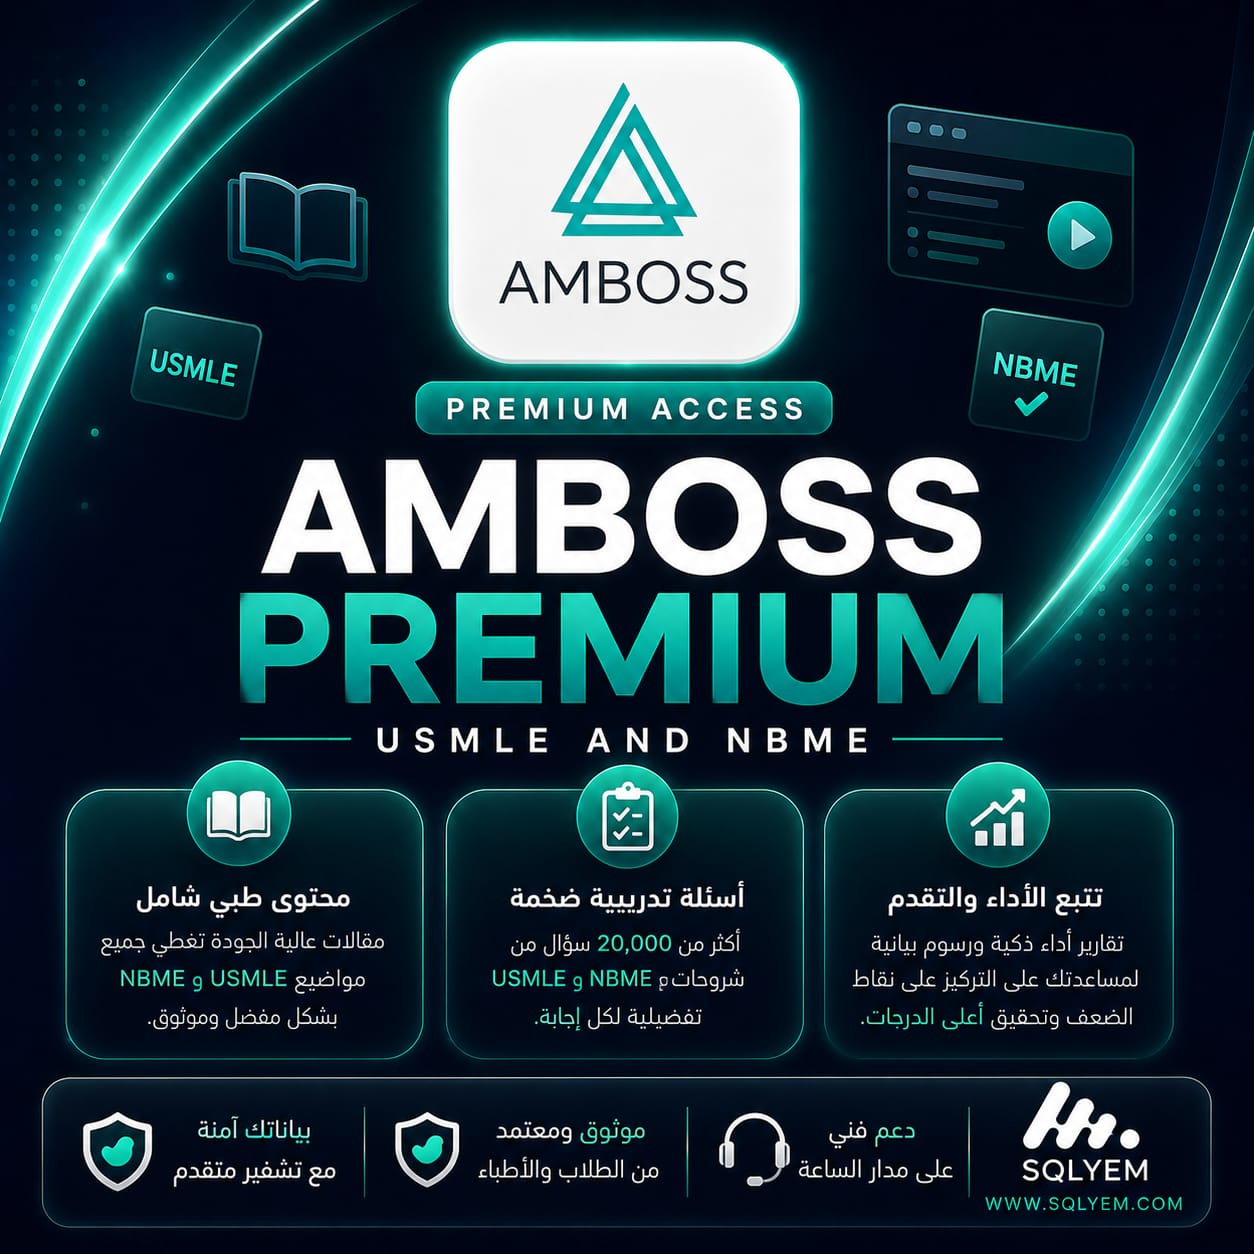 AMBOSS
USMLE
NBME
PREMIUM ACCESS
AMBOSS
PREMIUM
USMLE AND NBME
تتبع الأداء والتقدم
تقارير أداء ذكية ورسوم بيانية
لمساعدتك على التركيز على نقاط
الضعف وتحقيق أعلى الدرجات.
أسئلة تدريبية ضخمة
أكثر من 20,000 سؤال من
USMLE و NBME شروحات
تفضيلية لكل إجابة.
محتوى طبي شامل
مقالات عالية الجودة تغطي جميع
مواضيع USMLE و NBME
بشكل مفضل وموثوق.
SQLYEM
WWW.SQLYEM.COM
دعم فني
على مدار الساعة
موثوق ومعتمد
من الطلاب والأطباء
بياناتك آمنة
مع تشفير متقدم